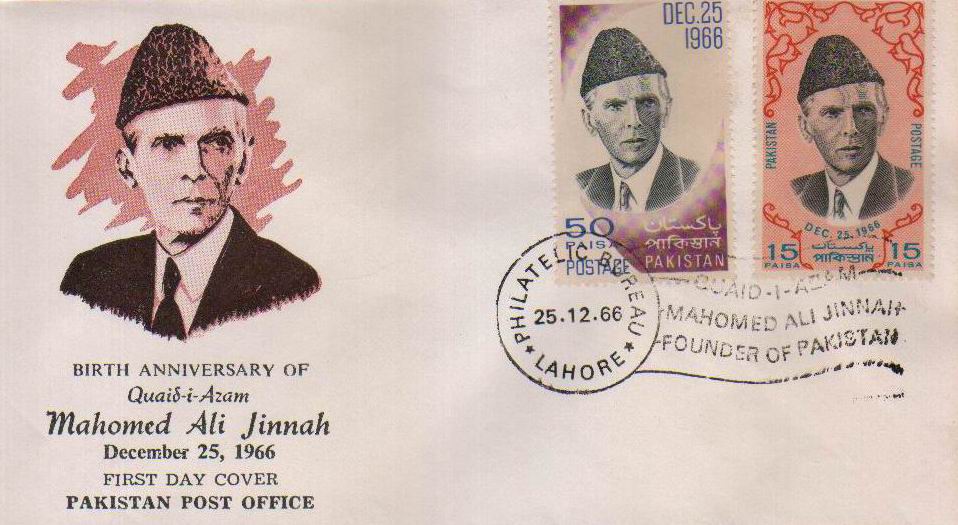 BIRTH ANNIVERSARY OF
Quaid-i-Azam
Mahomed Ali Jinnah
December 25, 1966
FIRST DAY COVER
PAKISTAN POST OFFICE
DEC.25
1966
50
PAISA
POSTAGE
پاکستان
পাকিস্তান
PAKISTAN
PAKISTAN
POSTAGE
DEC. 25, 1966
15
PAISA
پاکستان
পাকিস্তান
15
PAISA
PHILATELIC BUREAU
25.12.66
★ LAHORE ★
QUAID-I-AZAM
MAHOMED ALI JINNAH
FOUNDER OF PAKISTAN